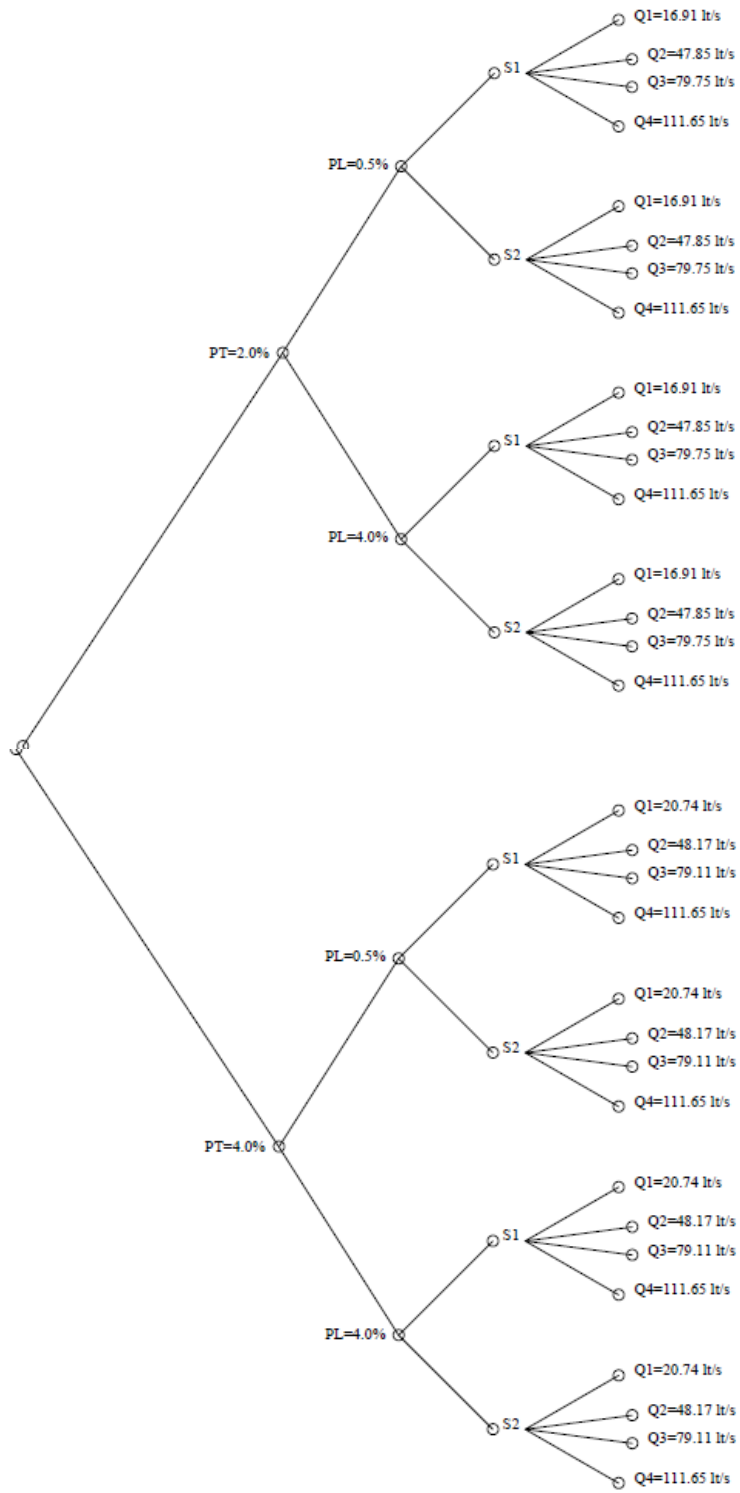 Q1=16.91 lt/s
S1
Q2=47.85 lt/s
Q3=79.75 lt/s
Q4=111.65 lt/s
PL=0.5%
Q1=16.91 lt/s
S2
Q2=47.85 lt/s
Q3=79.75 lt/s
Q4=111.65 lt/s
PT=2.0%
Q1=16.91 lt/s
S1
Q2=47.85 lt/s
Q3=79.75 lt/s
Q4=111.65 lt/s
PL=4.0%
Q1=16.91 lt/s
S2
Q2=47.85 lt/s
Q3=79.75 lt/s
Q4=111.65 lt/s
Q1=20.74 lt/s
S1
Q2=48.17 lt/s
Q3=79.11 lt/s
Q4=111.65 lt/s
PL=0.5%
Q1=20.74 lt/s
S2
Q2=48.17 lt/s
Q3=79.11 lt/s
Q4=111.65 lt/s
PT=4.0%
Q1=20.74 lt/s
S1
Q2=48.17 lt/s
Q3=79.11 lt/s
Q4=111.65 lt/s
PL=4.0%
Q1=20.74 lt/s
S2
Q2=48.17 lt/s
Q3=79.11 lt/s
Q4=111.65 lt/s